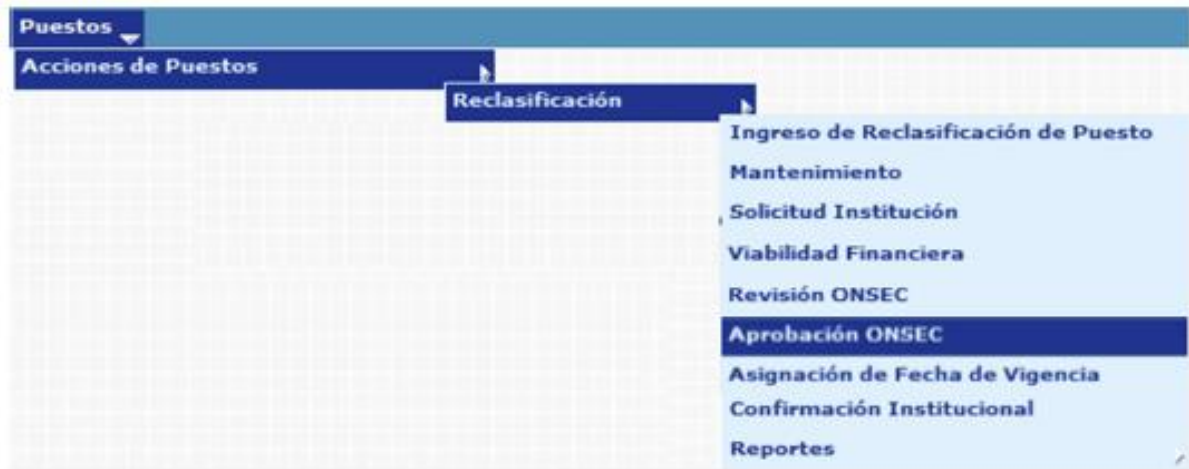 Puestos
Acciones de Puestos
Reclasificación
Ingreso de Reclasificación de Puesto
Mantenimiento
Solicitud Institución
Viabilidad Financiera
Revisión ONSEC
Aprobación ONSEC
Asignación de Fecha de Vigencia
Confirmación Institucional
Reportes